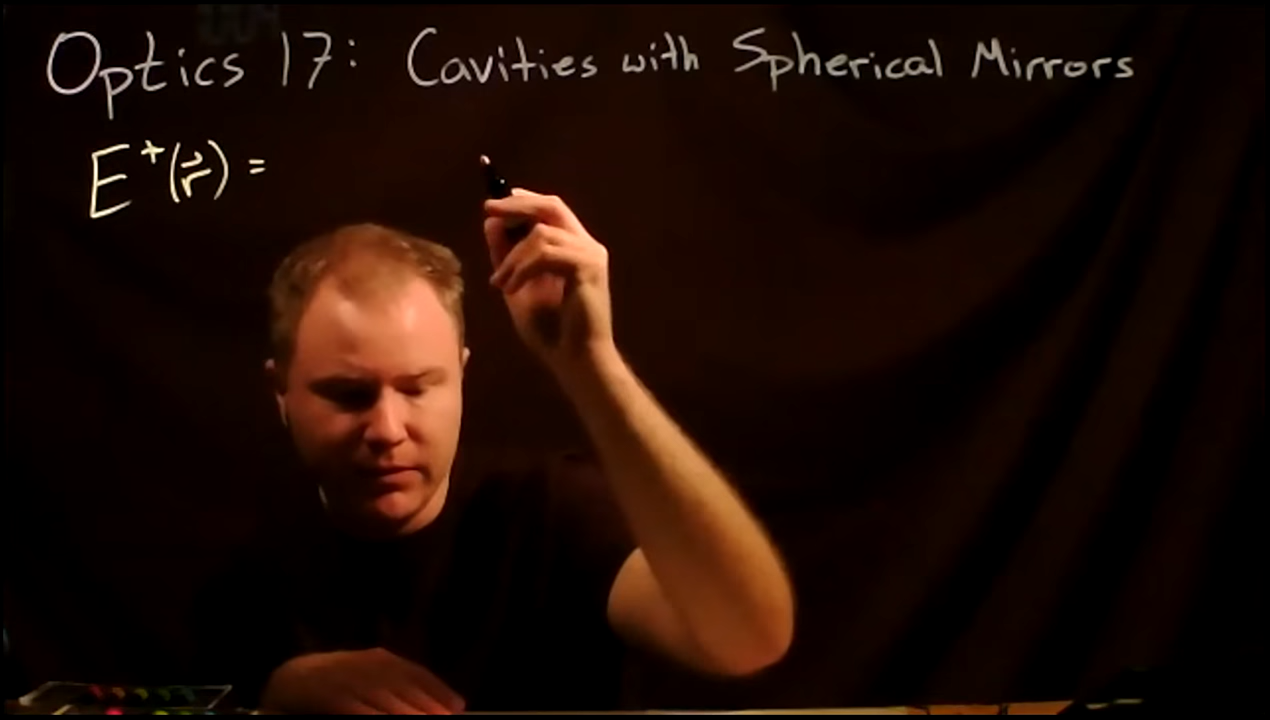 Optics 17: Cavities with Spherical Mirrors
E⁺(r⃗) =